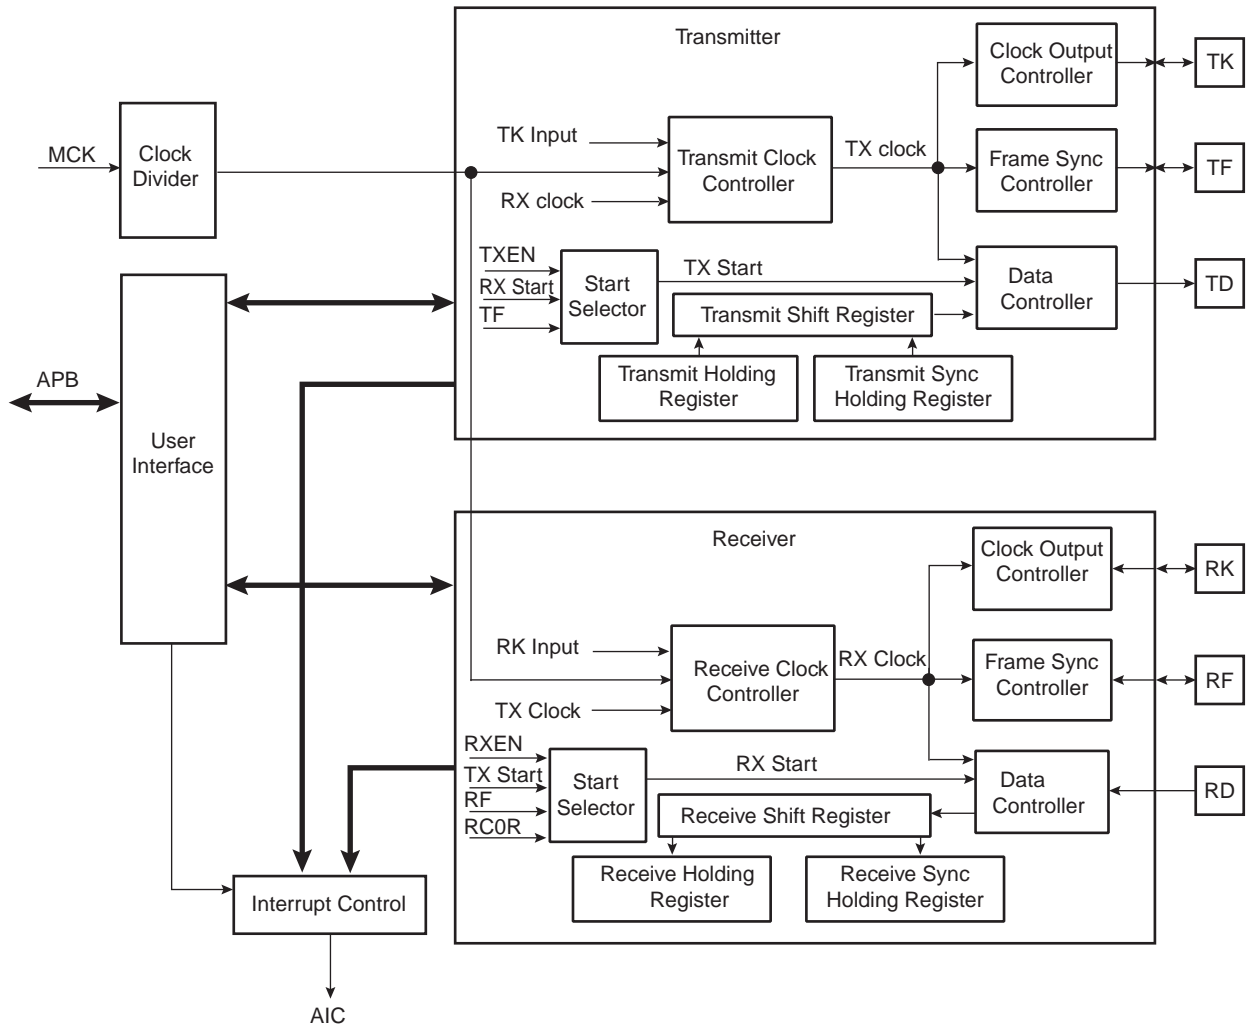 Transmitter
Clock Output
Controller
TK
MCK
Clock
Divider
TK Input
Transmit Clock
Controller
TX clock
RX clock
Frame Sync
Controller
TF
TXEN
RX Start
TF
Start
Selector
TX Start
Data
Controller
TD
Transmit Shift Register
Transmit Holding
Register
Transmit Sync
Holding Register
APB
User
Interface
Receiver
Clock Output
Controller
RK
RK Input
Receive Clock
Controller
RX Clock
TX Clock
Frame Sync
Controller
RF
RXEN
TX Start
RF
RC0R
Start
Selector
RX Start
Data
Controller
RD
Receive Shift Register
Receive Holding
Register
Receive Sync
Holding Register
Interrupt Control
AIC